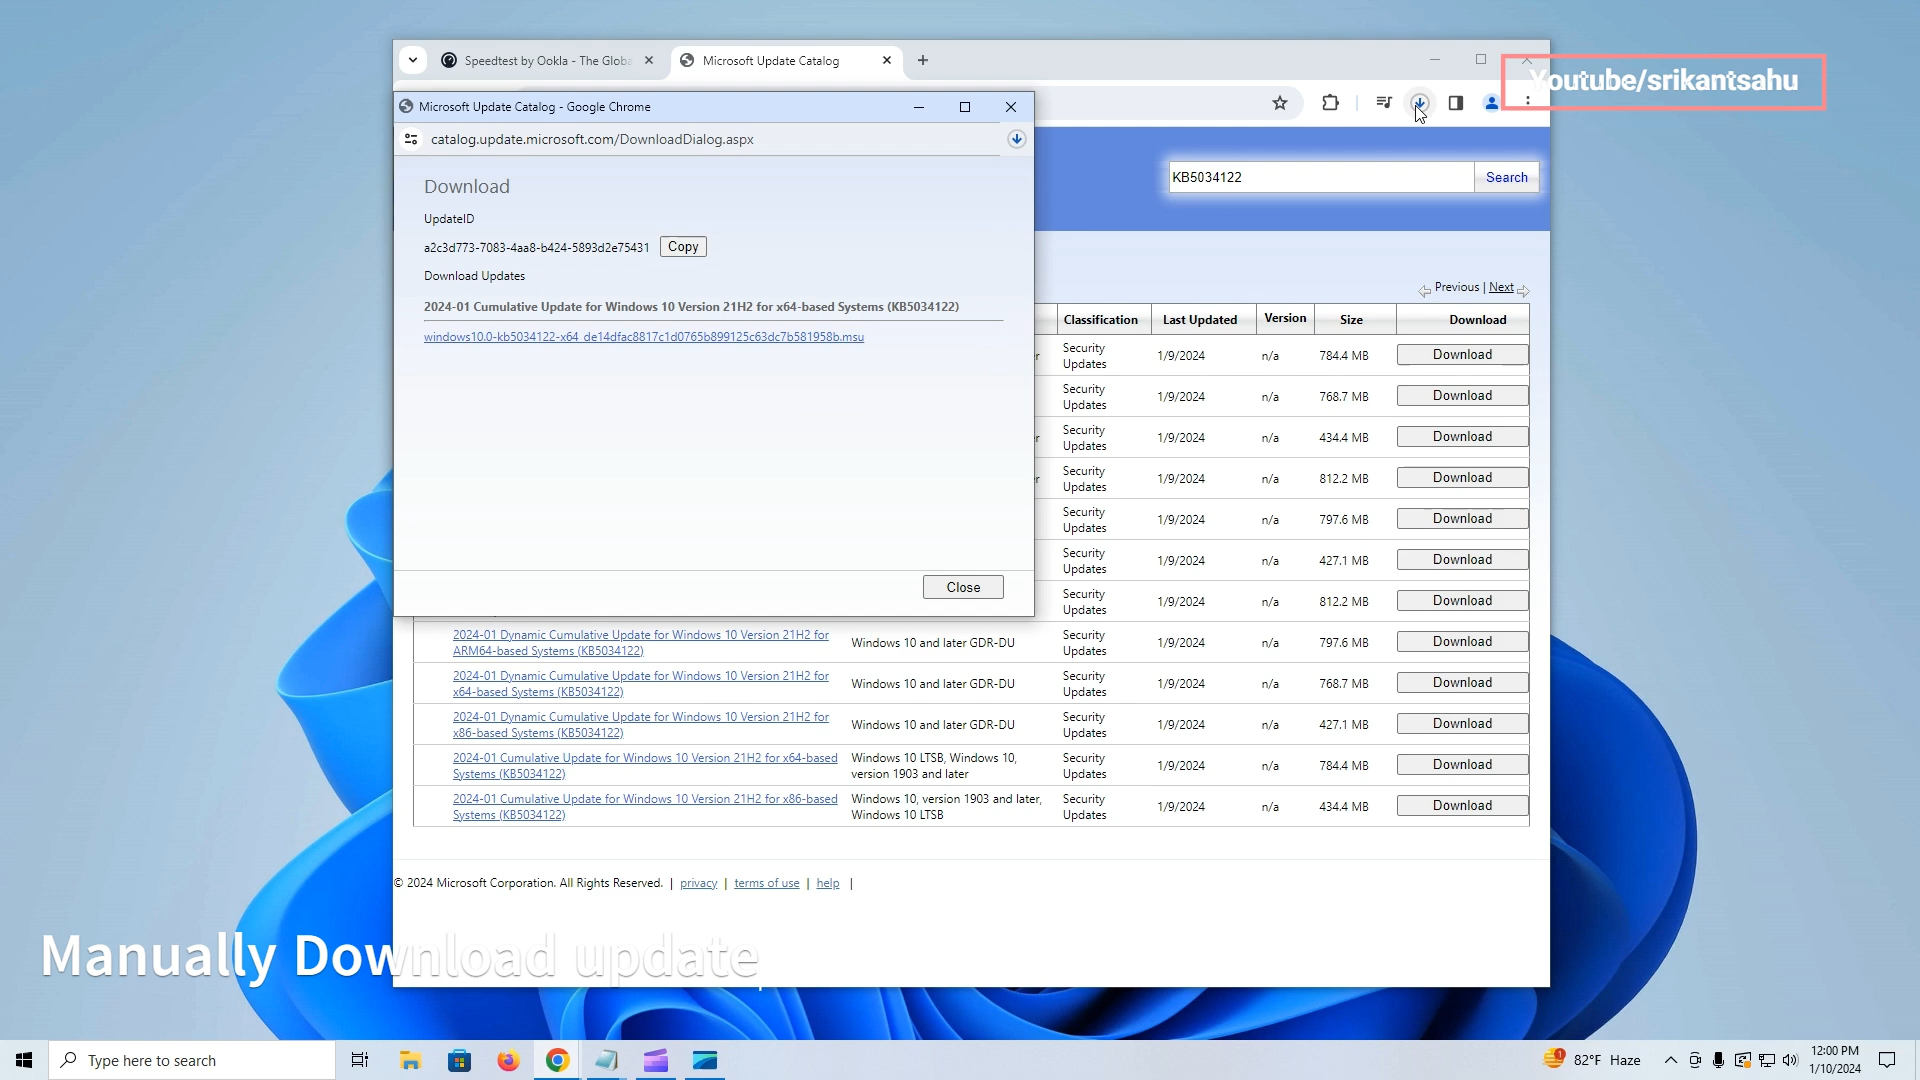 Speedtest by Ookla - The Globa
Microsoft Update Catalog
Youtube/srikantsahu
Microsoft Update Catalog - Google Chrome
catalog.update.microsoft.com/DownloadDialog.aspx
KB5034122
Search
Download
UpdateID
a2c3d773-7083-4aa8-b424-5893d2e75431 Copy
Download Updates
2024-01 Cumulative Update for Windows 10 Version 21H2 for x64-based Systems (KB5034122)
windows10.0-kb5034122-x64_de14dfac8817c1d0765b899125c63dc7b581958b.msu
Close
Previous | Next
Classification Last Updated Version Size Download
Security
Updates
1/9/2024 n/a 784.4 MB Download
Security
Updates
1/9/2024 n/a 768.7 MB Download
Security
Updates
1/9/2024 n/a 434.4 MB Download
Security
Updates
1/9/2024 n/a 812.2 MB Download
Security
Updates
1/9/2024 n/a 797.6 MB Download
Security
Updates
1/9/2024 n/a 427.1 MB Download
Security
Updates
1/9/2024 n/a 812.2 MB Download
2024-01 Dynamic Cumulative Update for Windows 10 Version 21H2 for
ARM64-based Systems (KB5034122)
Windows 10 and later GDR-DU
Security
Updates
1/9/2024 n/a 797.6 MB Download
2024-01 Dynamic Cumulative Update for Windows 10 Version 21H2 for
x64-based Systems (KB5034122)
Windows 10 and later GDR-DU
Security
Updates
1/9/2024 n/a 768.7 MB Download
2024-01 Dynamic Cumulative Update for Windows 10 Version 21H2 for
x86-based Systems (KB5034122)
Windows 10 and later GDR-DU
Security
Updates
1/9/2024 n/a 427.1 MB Download
2024-01 Cumulative Update for Windows 10 Version 21H2 for x64-based
Systems (KB5034122)
Windows 10 LTSB, Windows 10,
version 1903 and later
Security
Updates
1/9/2024 n/a 784.4 MB Download
2024-01 Cumulative Update for Windows 10 Version 21H2 for x86-based
Systems (KB5034122)
Windows 10, version 1903 and later,
Windows 10 LTSB
Security
Updates
1/9/2024 n/a 434.4 MB Download
© 2024 Microsoft Corporation. All Rights Reserved. | privacy | terms of use | help |
Manually Download update
Type here to search
1
82°F Haze
12:00 PM
1/10/2024